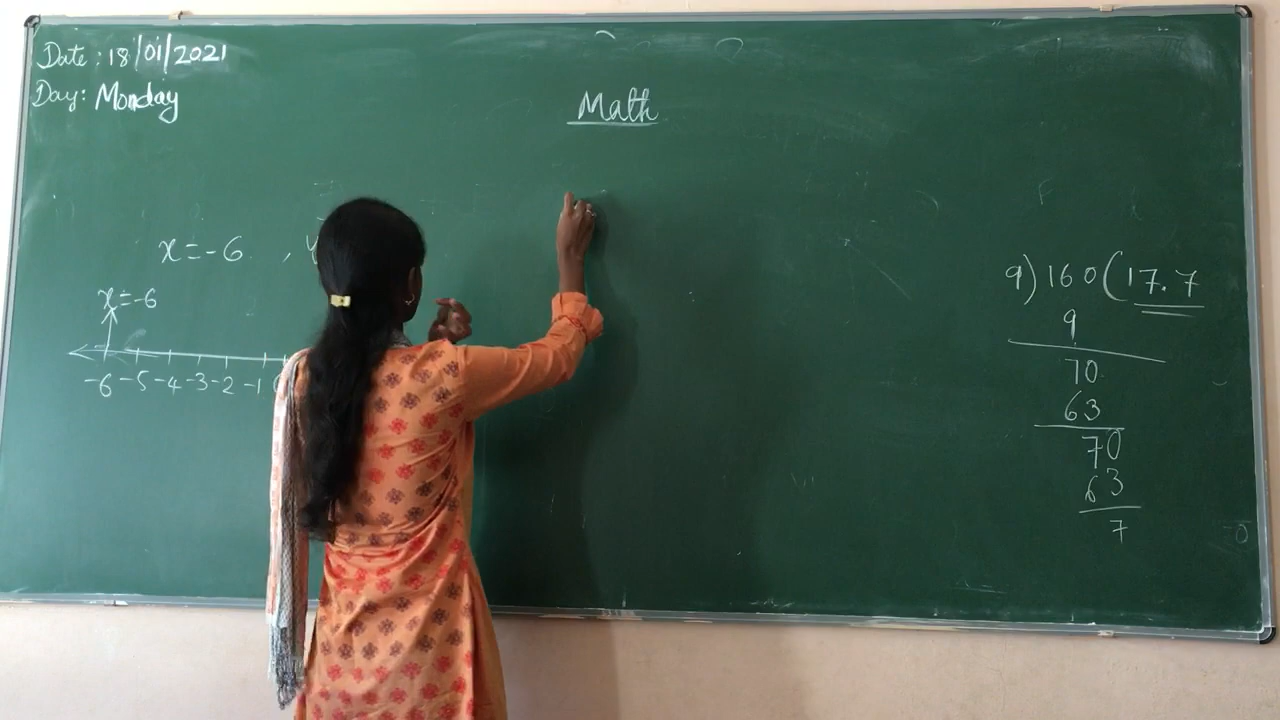 Date: 18/01/2021
Day: Monday
Math
x = -6 , y
x = -6
-6 -5 -4 -3 -2 -1
9) 160 (17.7
9
70
63
70
63
7